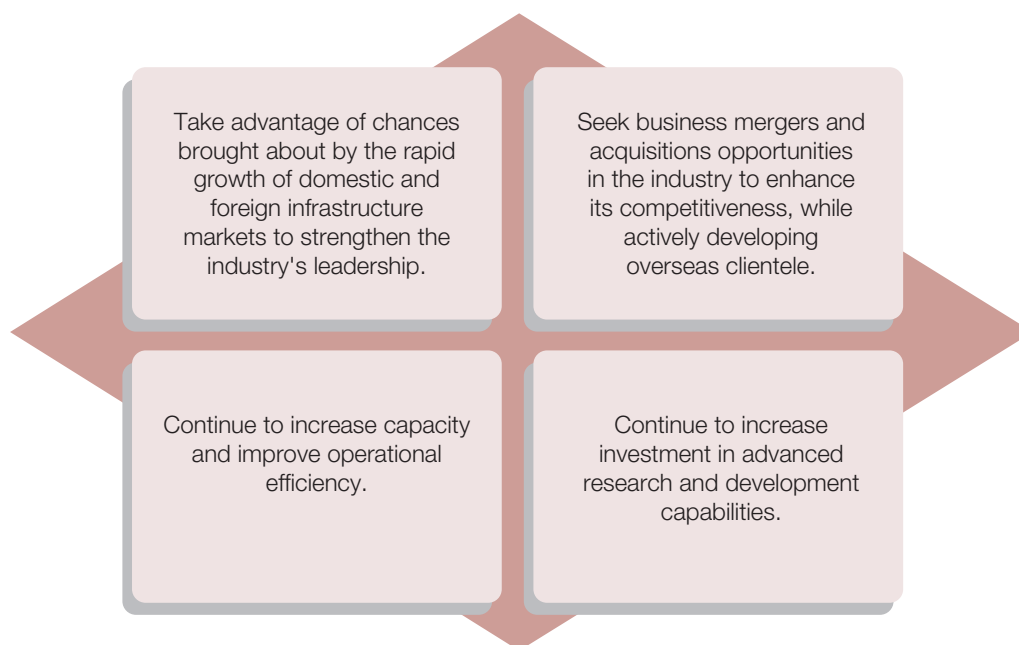 Take advantage of chances
brought about by the rapid
growth of domestic and
foreign infrastructure
markets to strengthen the
industry's leadership.
Seek business mergers and
acquisitions opportunities
in the industry to enhance
its competitiveness, while
actively developing
overseas clientele.
Continue to increase capacity
and improve operational
efficiency.
Continue to increase
investment in advanced
research and development
capabilities.